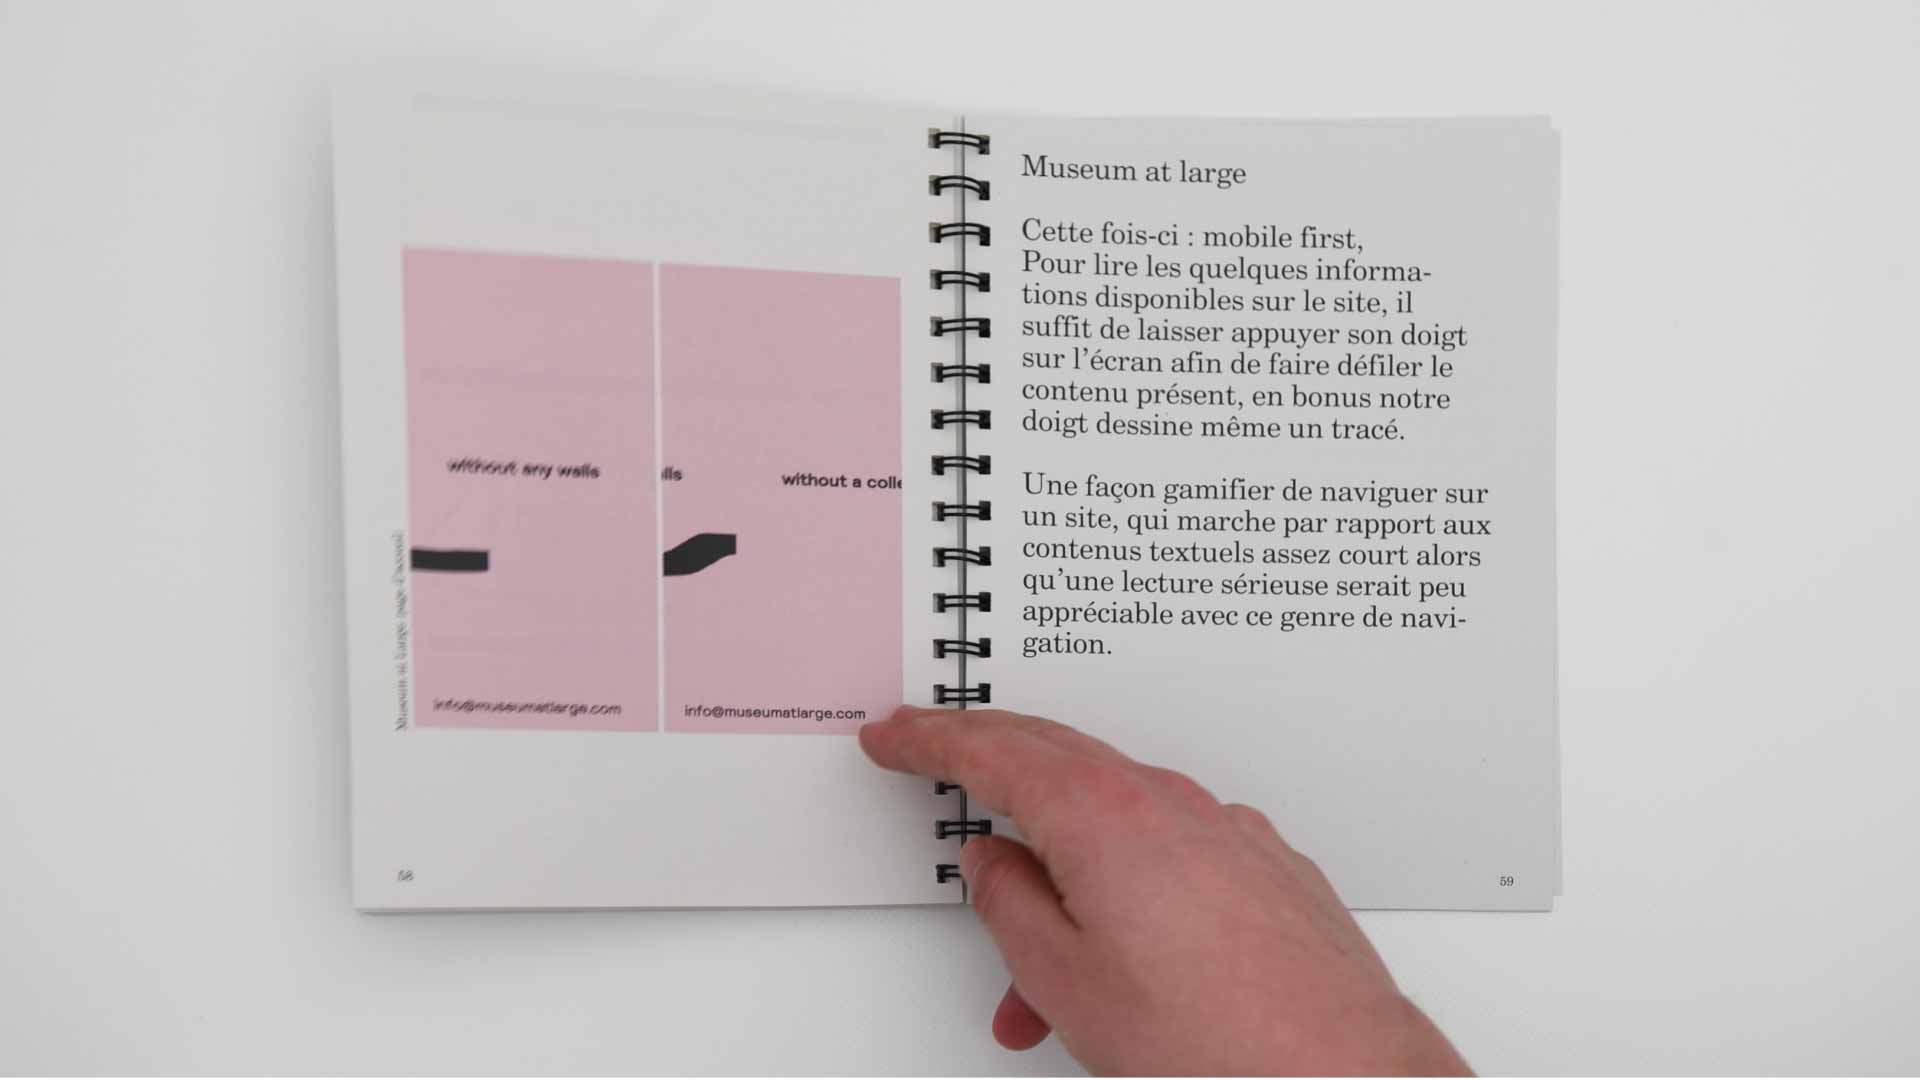 without any walls
lls
without a colle
info@museumatlarge.com
info@museumatlarge.com
Museum at large page d'accueil
58
Museum at large
Cette fois-ci : mobile first,
Pour lire les quelques informa-
tions disponibles sur le site, il
suffit de laisser appuyer son doigt
sur l'écran afin de faire défiler le
contenu présent, en bonus notre
doigt dessine même un tracé.
Une façon gamifier de naviguer sur
un site, qui marche par rapport aux
contenus textuels assez court alors
qu'une lecture sérieuse serait peu
appréciable avec ce genre de navi-
gation.
59